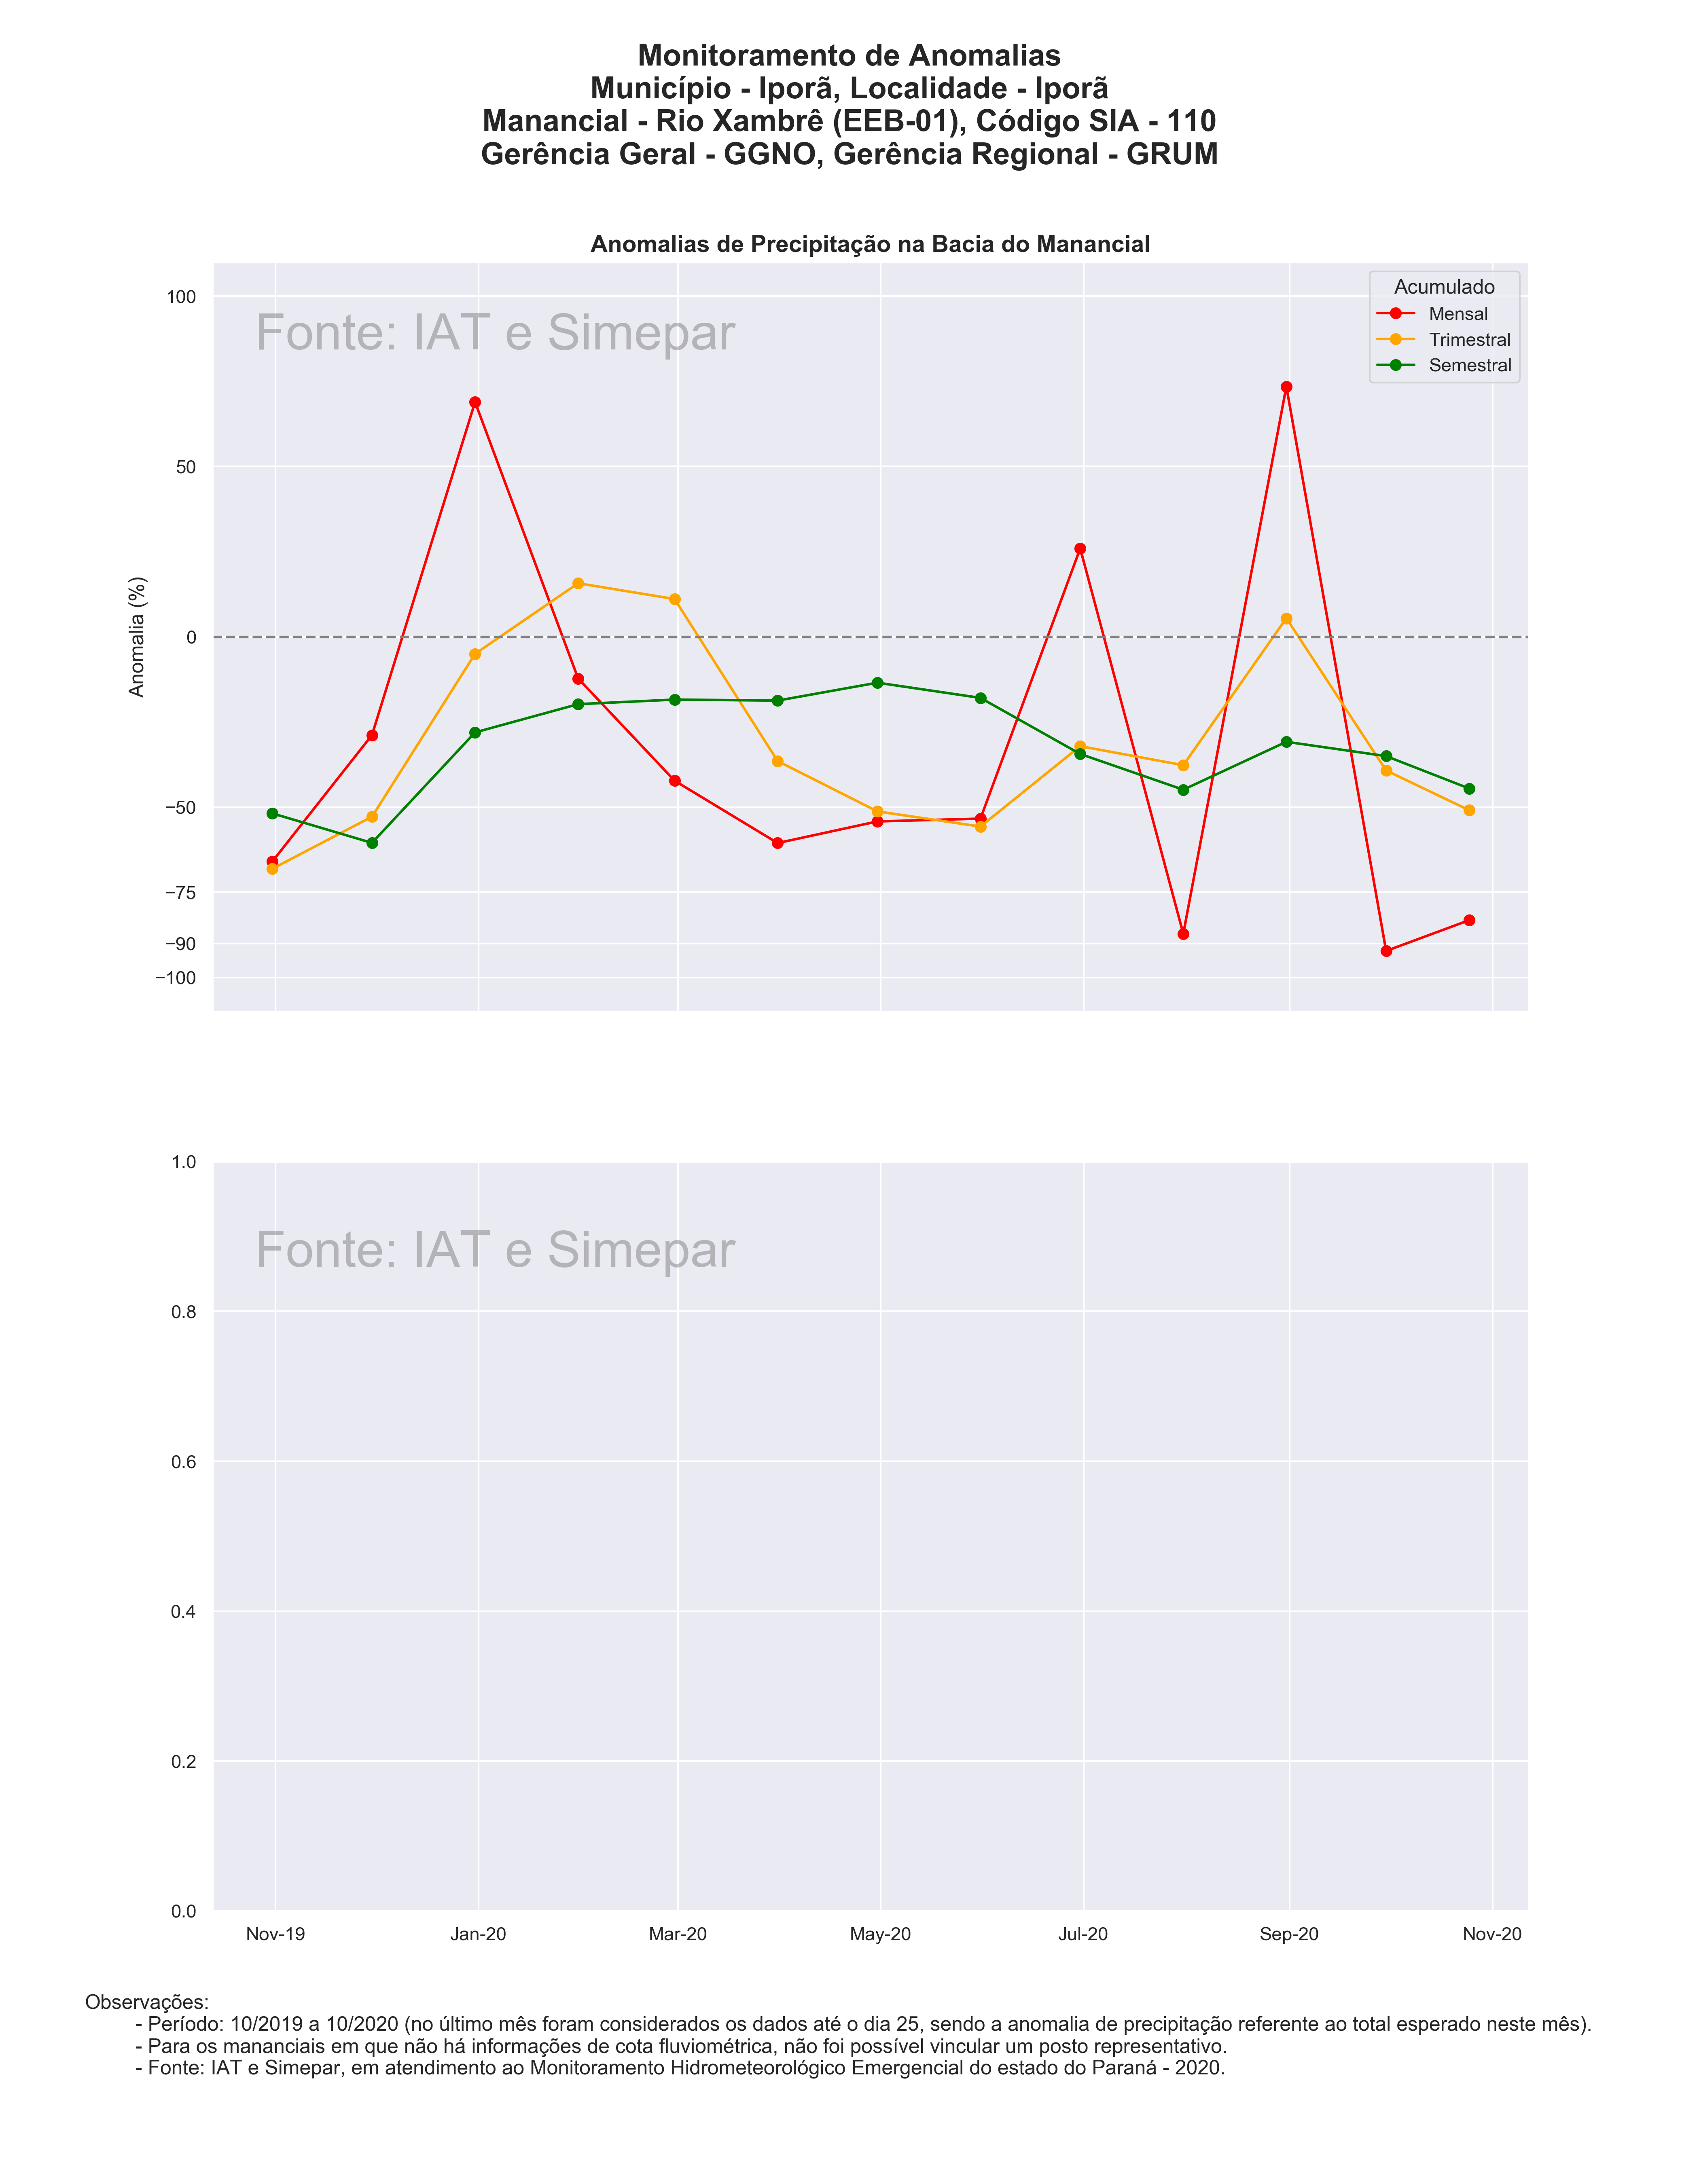 Monitoramento de Anomalias
Município - Iporã, Localidade - Iporã
Manancial - Rio Xambrê (EEB-01), Código SIA - 110
Gerência Geral - GGNO, Gerência Regional - GRUM
Anomalias de Precipitação na Bacia do Manancial
Fonte: IAT e Simepar
Acumulado
Mensal
Trimestral
Semestral
Anomalia (%)
100
50
0
−50
−75
−90
−100
Fonte: IAT e Simepar
1.0
0.8
0.6
0.4
0.2
0.0
Nov-19 Jan-20 Mar-20 May-20 Jul-20 Sep-20 Nov-20
Observações:
- Período: 10/2019 a 10/2020 (no último mês foram considerados os dados até o dia 25, sendo a anomalia de precipitação referente ao total esperado neste mês).
- Para os mananciais em que não há informações de cota fluviométrica, não foi possível vincular um posto representativo.
- Fonte: IAT e Simepar, em atendimento ao Monitoramento Hidrometeorológico Emergencial do estado do Paraná - 2020.